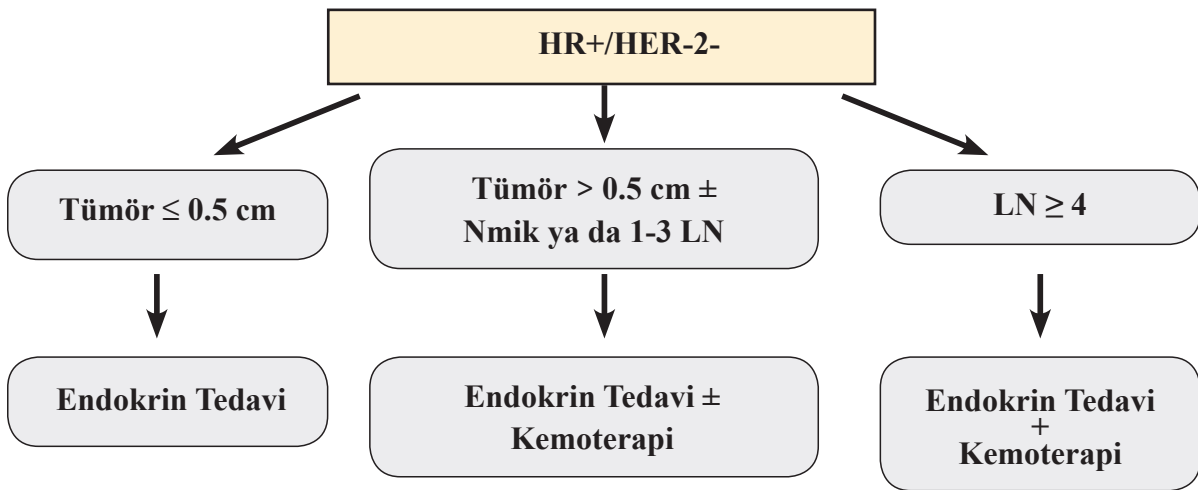 HR+/HER-2-
Tümör ≤ 0.5 cm
Tümör > 0.5 cm ±
Nmik ya da 1-3 LN
LN ≥ 4
Endokrin Tedavi
Endokrin Tedavi ±
Kemoterapi
Endokrin Tedavi
+
Kemoterapi